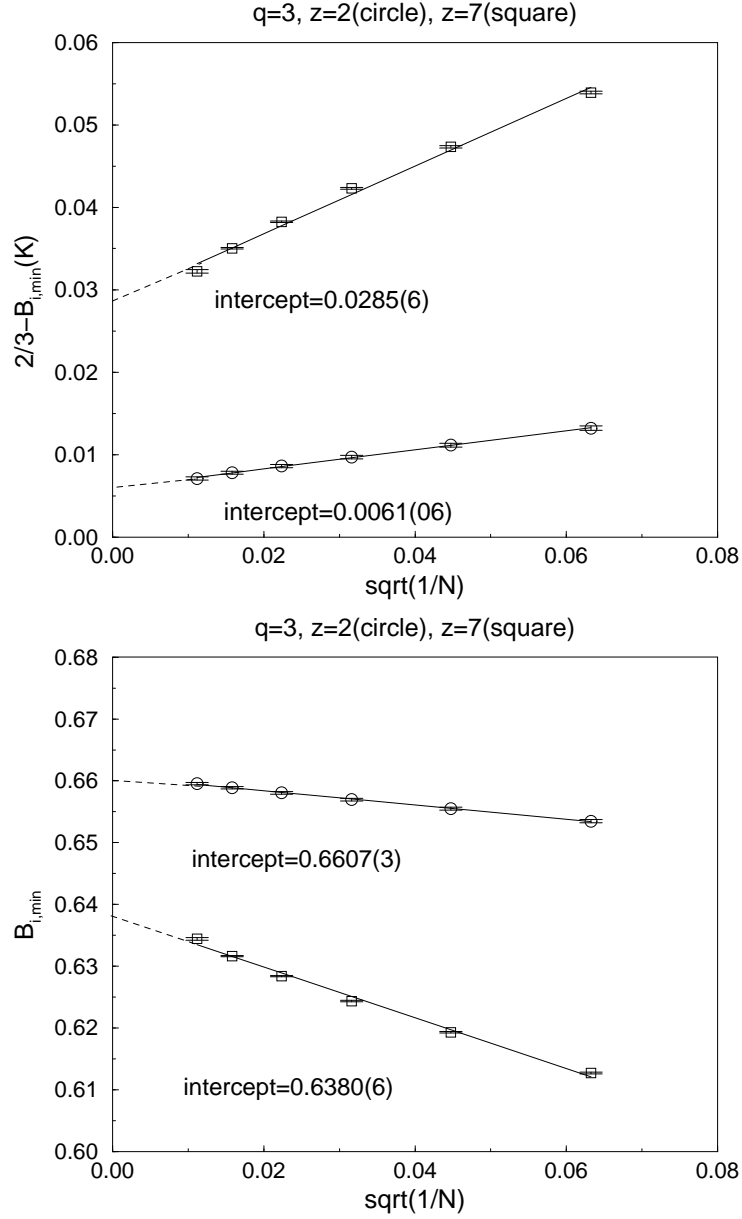 q=3, z=2(circle), z=7(square)
0.06
0.05
0.04
0.03
0.02
0.01
0.00
2/3−B_{i,min}(K)
intercept=0.0285(6)
intercept=0.0061(06)
0.00 0.02 0.04 0.06 0.08
sqrt(1/N)
q=3, z=2(circle), z=7(square)
0.68
0.67
0.66
0.65
0.64
0.63
0.62
0.61
0.60
B_{i,min}
intercept=0.6607(3)
intercept=0.6380(6)
0.00 0.02 0.04 0.06 0.08
sqrt(1/N)